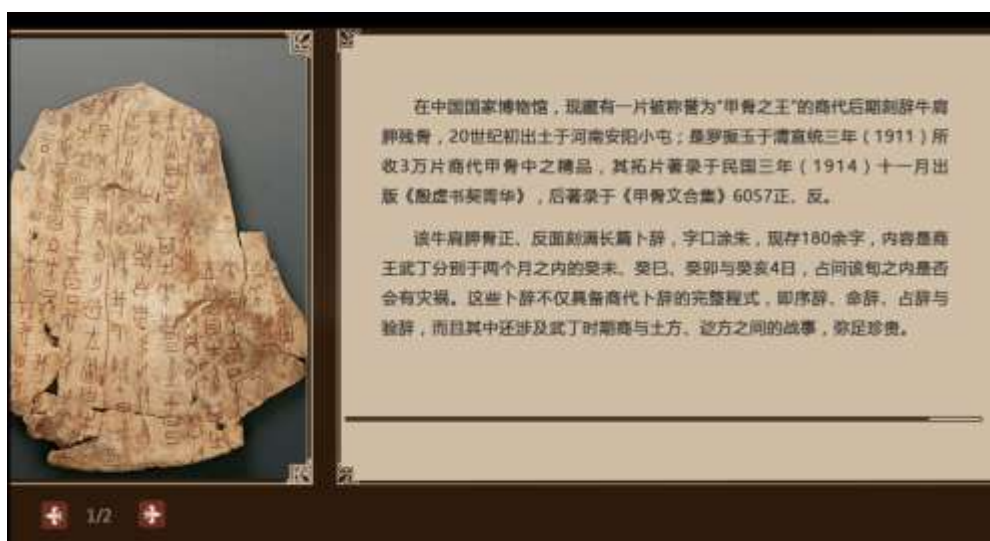 在中国国家博物馆，现藏有一片被称誉为"甲骨之王"的商代后期刻辞牛肩
胛残骨，20世纪初出土于河南安阳小屯；是罗振玉于清宣统三年（1911）所
收3万片商代甲骨中之精品，其拓片著录于民国三年（1914）十一月出
版《殷虚书契菁华》，后著录于《甲骨文合集》6057正、反。
该牛肩胛骨正、反面刻满长篇卜辞，字口涂朱，现存180余字，内容是商
王武丁分别于两个月之内的癸未、癸巳、癸卯与癸亥4日，占问该旬之内是否
会有灾祸。这些卜辞不仅具备商代卜辞的完整程式，即序辞、命辞、占辞与
验辞，而且其中还涉及武丁时期商与土方、方之间的战事，弥足珍贵。
1/2